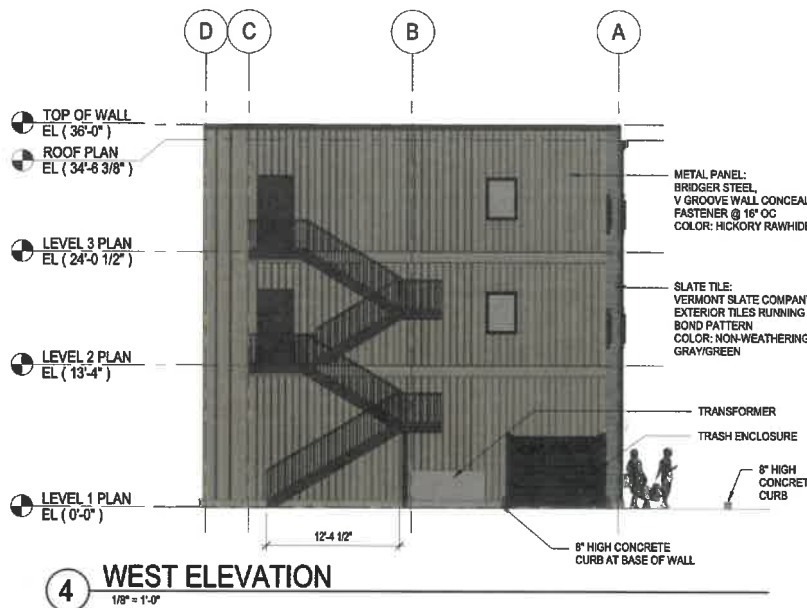 D C B A
TOP OF WALL
EL ( 36'-0" )
ROOF PLAN
EL ( 34'-6 3/8" )
METAL PANEL:
BRIDGER STEEL,
V GROOVE WALL CONCEAL
FASTENER @ 16" OC
COLOR: HICKORY RAWHIDE
LEVEL 3 PLAN
EL ( 24'-0 1/2" )
SLATE TILE:
VERMONT SLATE COMPANY
EXTERIOR TILES RUNNING
BOND PATTERN
COLOR: NON-WEATHERING
GRAY/GREEN
LEVEL 2 PLAN
EL ( 13'-4" )
TRANSFORMER
TRASH ENCLOSURE
8" HIGH
CONCRET
CURB
LEVEL 1 PLAN
EL ( 0'-0" )
12'-4 1/2"
8" HIGH CONCRETE
CURB AT BASE OF WALL
4 WEST ELEVATION
1/8" = 1'-0"